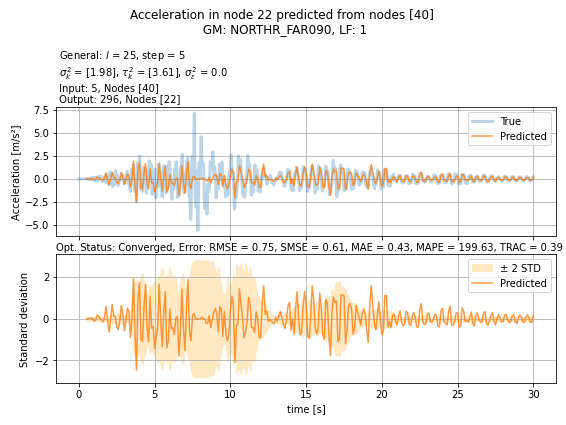 Acceleration in node 22 predicted from nodes [40]
GM: NORTHR_FAR090, LF: 1
General: l = 25, step = 5
σ²ₖ = [1.98], τ²ₖ = [3.61], σ²ε = 0.0
Input: 5, Nodes [40]
Output: 296, Nodes [22]
Acceleration [m/s²]
7.5
5.0
2.5
0.0
−2.5
−5.0
True
Predicted
Opt. Status: Converged, Error: RMSE = 0.75, SMSE = 0.61, MAE = 0.43, MAPE = 199.63, TRAC = 0.39
Standard deviation
2
0
−2
± 2 STD
Predicted
0 5 10 15 20 25 30
time [s]